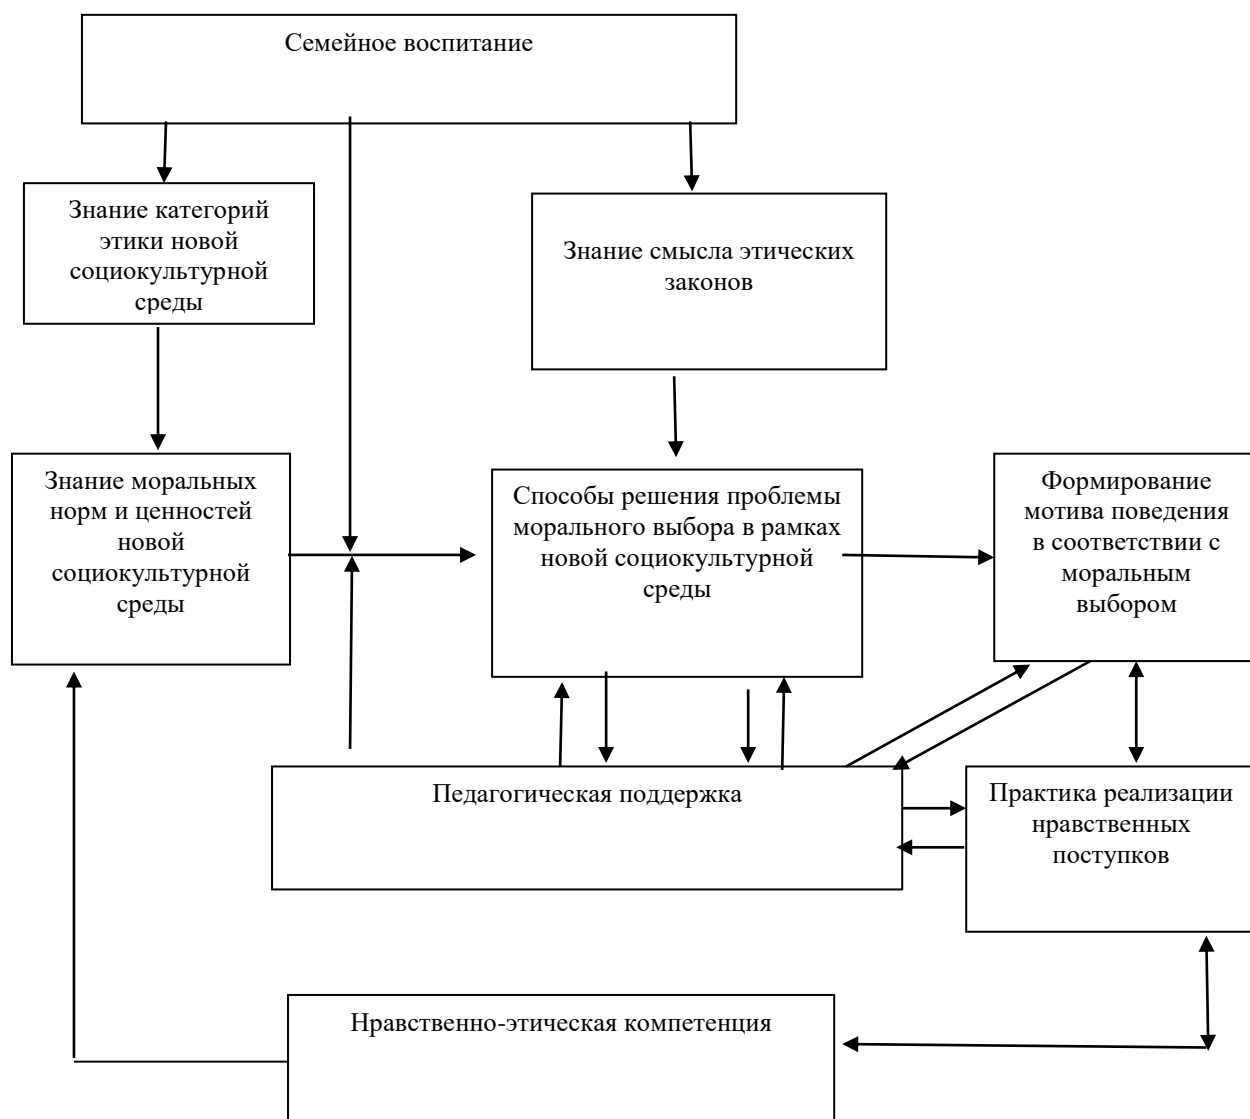 Семейное воспитание
Знание категорий
этики новой
социокультурной
среды
Знание смысла этических
законов
Знание моральных
норм и ценностей
новой
социокультурной
среды
Способы решения проблемы
морального выбора в рамках
новой социокультурной
среды
Формирование
мотива поведения
в соответствии с
моральным
выбором
Педагогическая поддержка
Практика реализации
нравственных
поступков
Нравственно-этическая компетенция